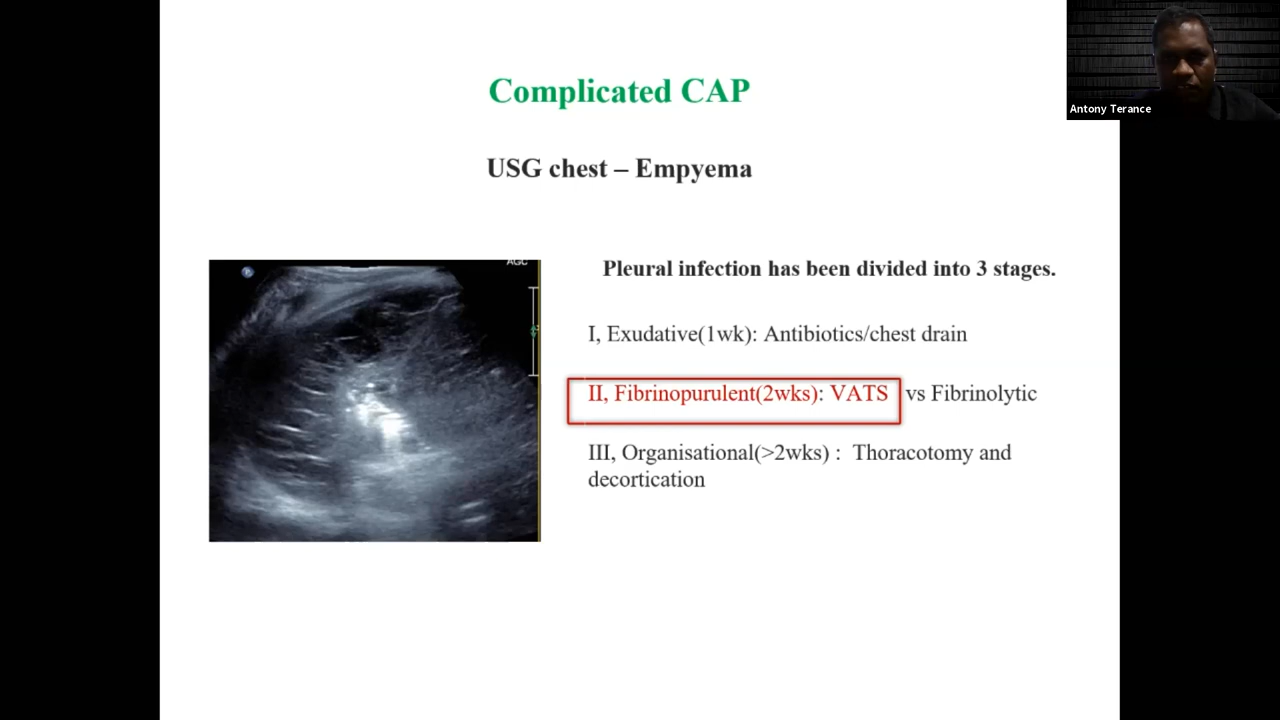 Complicated CAP
Antony Terance
USG chest – Empyema
AGC
Pleural infection has been divided into 3 stages.
I, Exudative(1wk): Antibiotics/chest drain
II, Fibrinopurulent(2wks): VATS vs Fibrinolytic
III, Organisational(>2wks) : Thoracotomy and
decortication